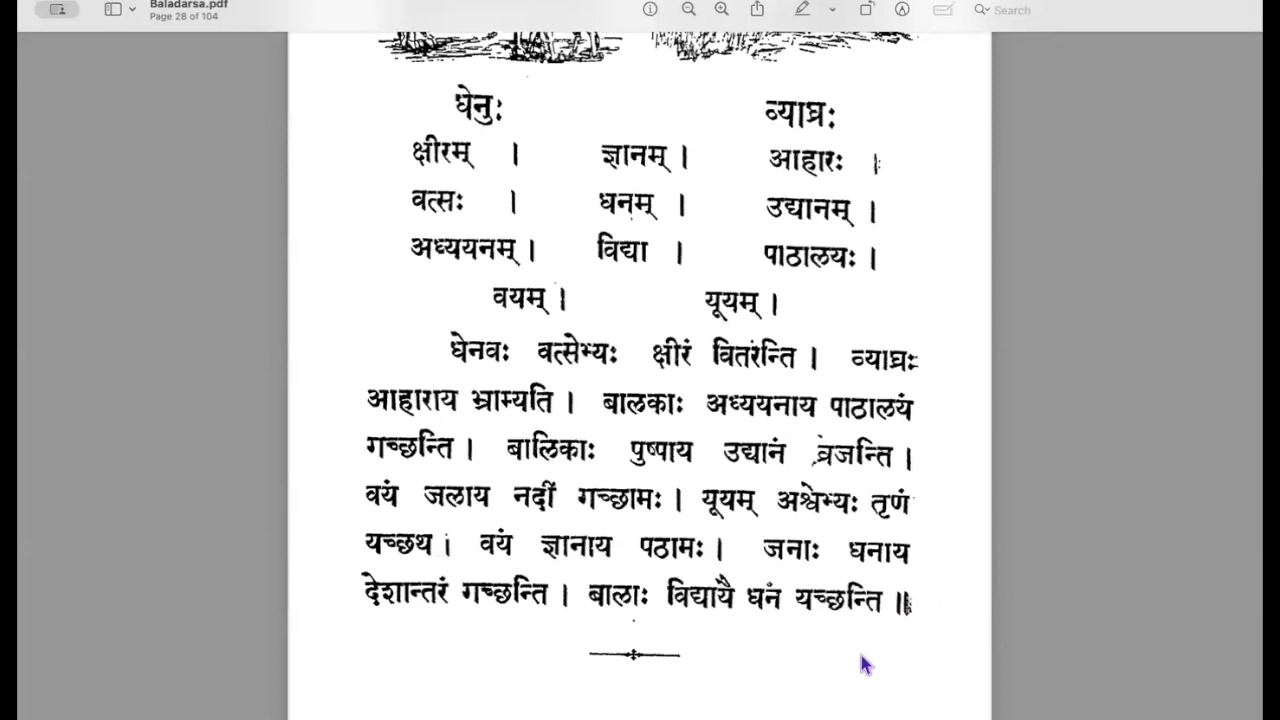 Baladarsa.pdf
Page 28 of 104
Search
धेनुः व्याघ्रः
क्षीरम् । ज्ञानम् । आहारः ।
वत्सः । धनम् । उद्यानम् ।
अध्ययनम् । विद्या । पाठालयः ।
वयम् । यूयम् ।
धेनवः वत्सेभ्यः क्षीरं वितरन्ति । व्याघ्रः
आहाराय भ्राम्यति । बालकाः अध्ययनाय पाठालयं
गच्छन्ति । बालिकाः पुष्पाय उद्यानं व्रजन्ति ।
वयं जलाय नदीं गच्छामः । यूयम् अश्वेभ्यः तृणं
यच्छथ । वयं ज्ञानाय पठामः । जनाः धनाय
देशान्तरं गच्छन्ति । बालाः विद्यायै धनं यच्छन्ति ॥